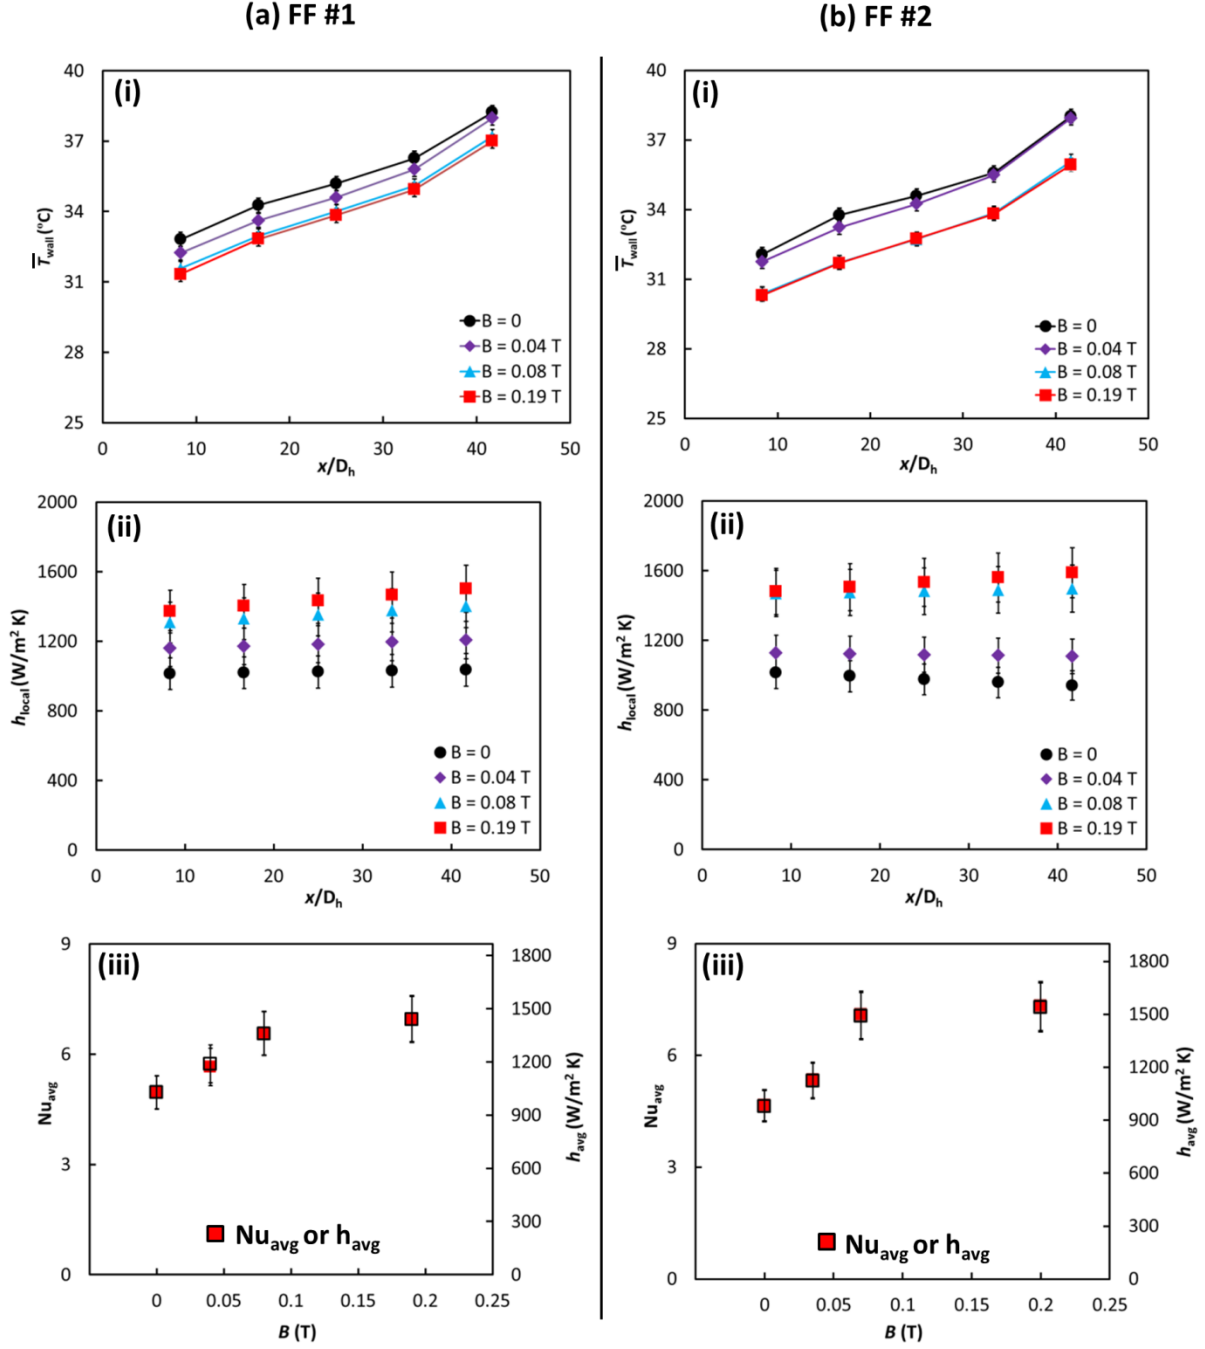 (a) FF #1
(b) FF #2
(i)
40
37
34
31
28
25
T̅wall (°C)
B = 0
B = 0.04 T
B = 0.08 T
B = 0.19 T
0 10 20 30 40 50
x/Dh
(i)
40
37
34
31
28
25
T̅wall (°C)
B = 0
B = 0.04 T
B = 0.08 T
B = 0.19 T
0 10 20 30 40 50
x/Dh
(ii)
2000
1600
1200
800
400
0
hlocal (W/m² K)
B = 0
B = 0.04 T
B = 0.08 T
B = 0.19 T
0 10 20 30 40 50
x/Dh
(ii)
2000
1600
1200
800
400
0
hlocal (W/m² K)
B = 0
B = 0.04 T
B = 0.08 T
B = 0.19 T
0 10 20 30 40 50
x/Dh
(iii)
9
6
3
0
Nuavg
1800
1500
1200
900
600
300
0
havg (W/m² K)
Nuavg or havg
0 0.05 0.1 0.15 0.2 0.25
B (T)
(iii)
9
6
3
0
Nuavg
1800
1500
1200
900
600
300
0
havg (W/m² K)
Nuavg or havg
0 0.05 0.1 0.15 0.2 0.25
B (T)